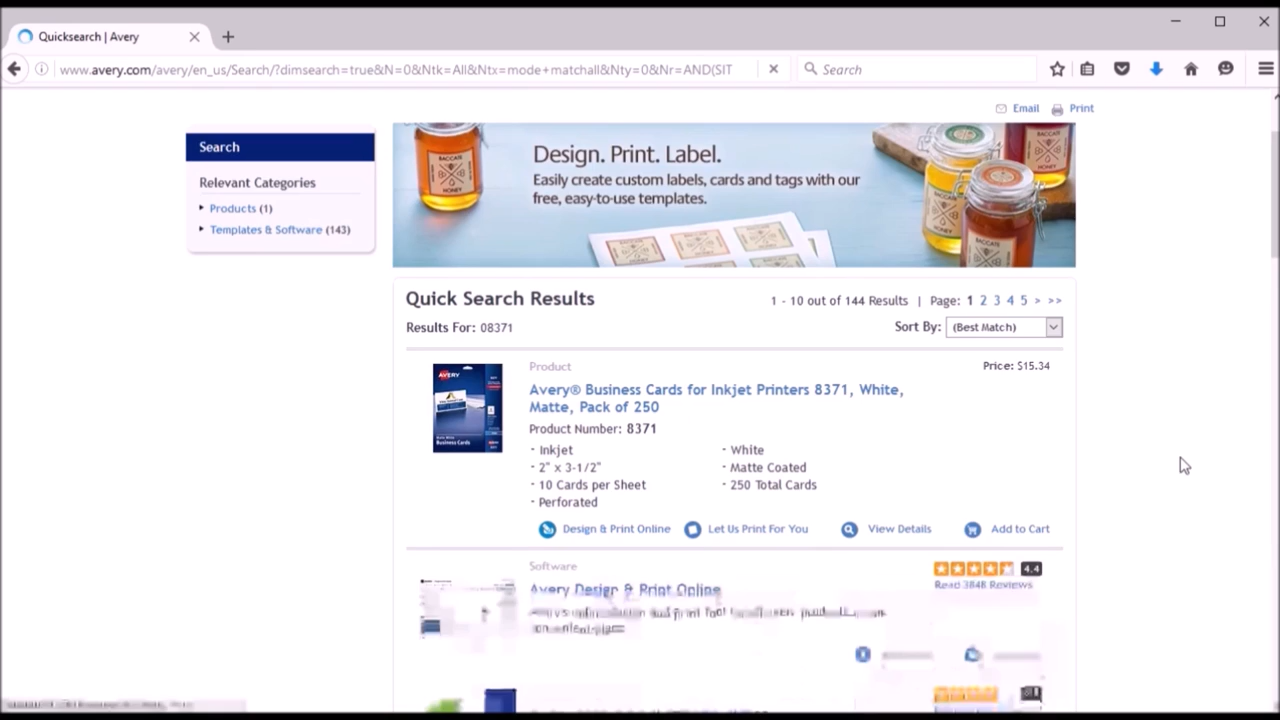 Quicksearch | Avery
www.avery.com/avery/en_us/Search/?dimsearch=true&N=0&Ntk=All&Ntx=mode+matchall&Nty=0&Nr=AND(SIT
Search
Email Print
Search
Relevant Categories
Products (1)
Templates & Software (143)
Design. Print. Label.
Easily create custom labels, cards and tags with our
free, easy-to-use templates.
Quick Search Results
1 - 10 out of 144 Results | Page: 1 2 3 4 5 > >>
Results For: 08371
Sort By: (Best Match)
Product
Price: $15.34
AVERY
Avery® Business Cards for Inkjet Printers 8371, White,
Matte, Pack of 250
Product Number: 8371
- Inkjet
- White
- 2" x 3-1/2"
- Matte Coated
- 10 Cards per Sheet
- 250 Total Cards
- Perforated
Business Cards
Design & Print Online
Let Us Print For You
View Details
Add to Cart
Software
4.4
Avery Design & Print Online
Read 3848 Reviews